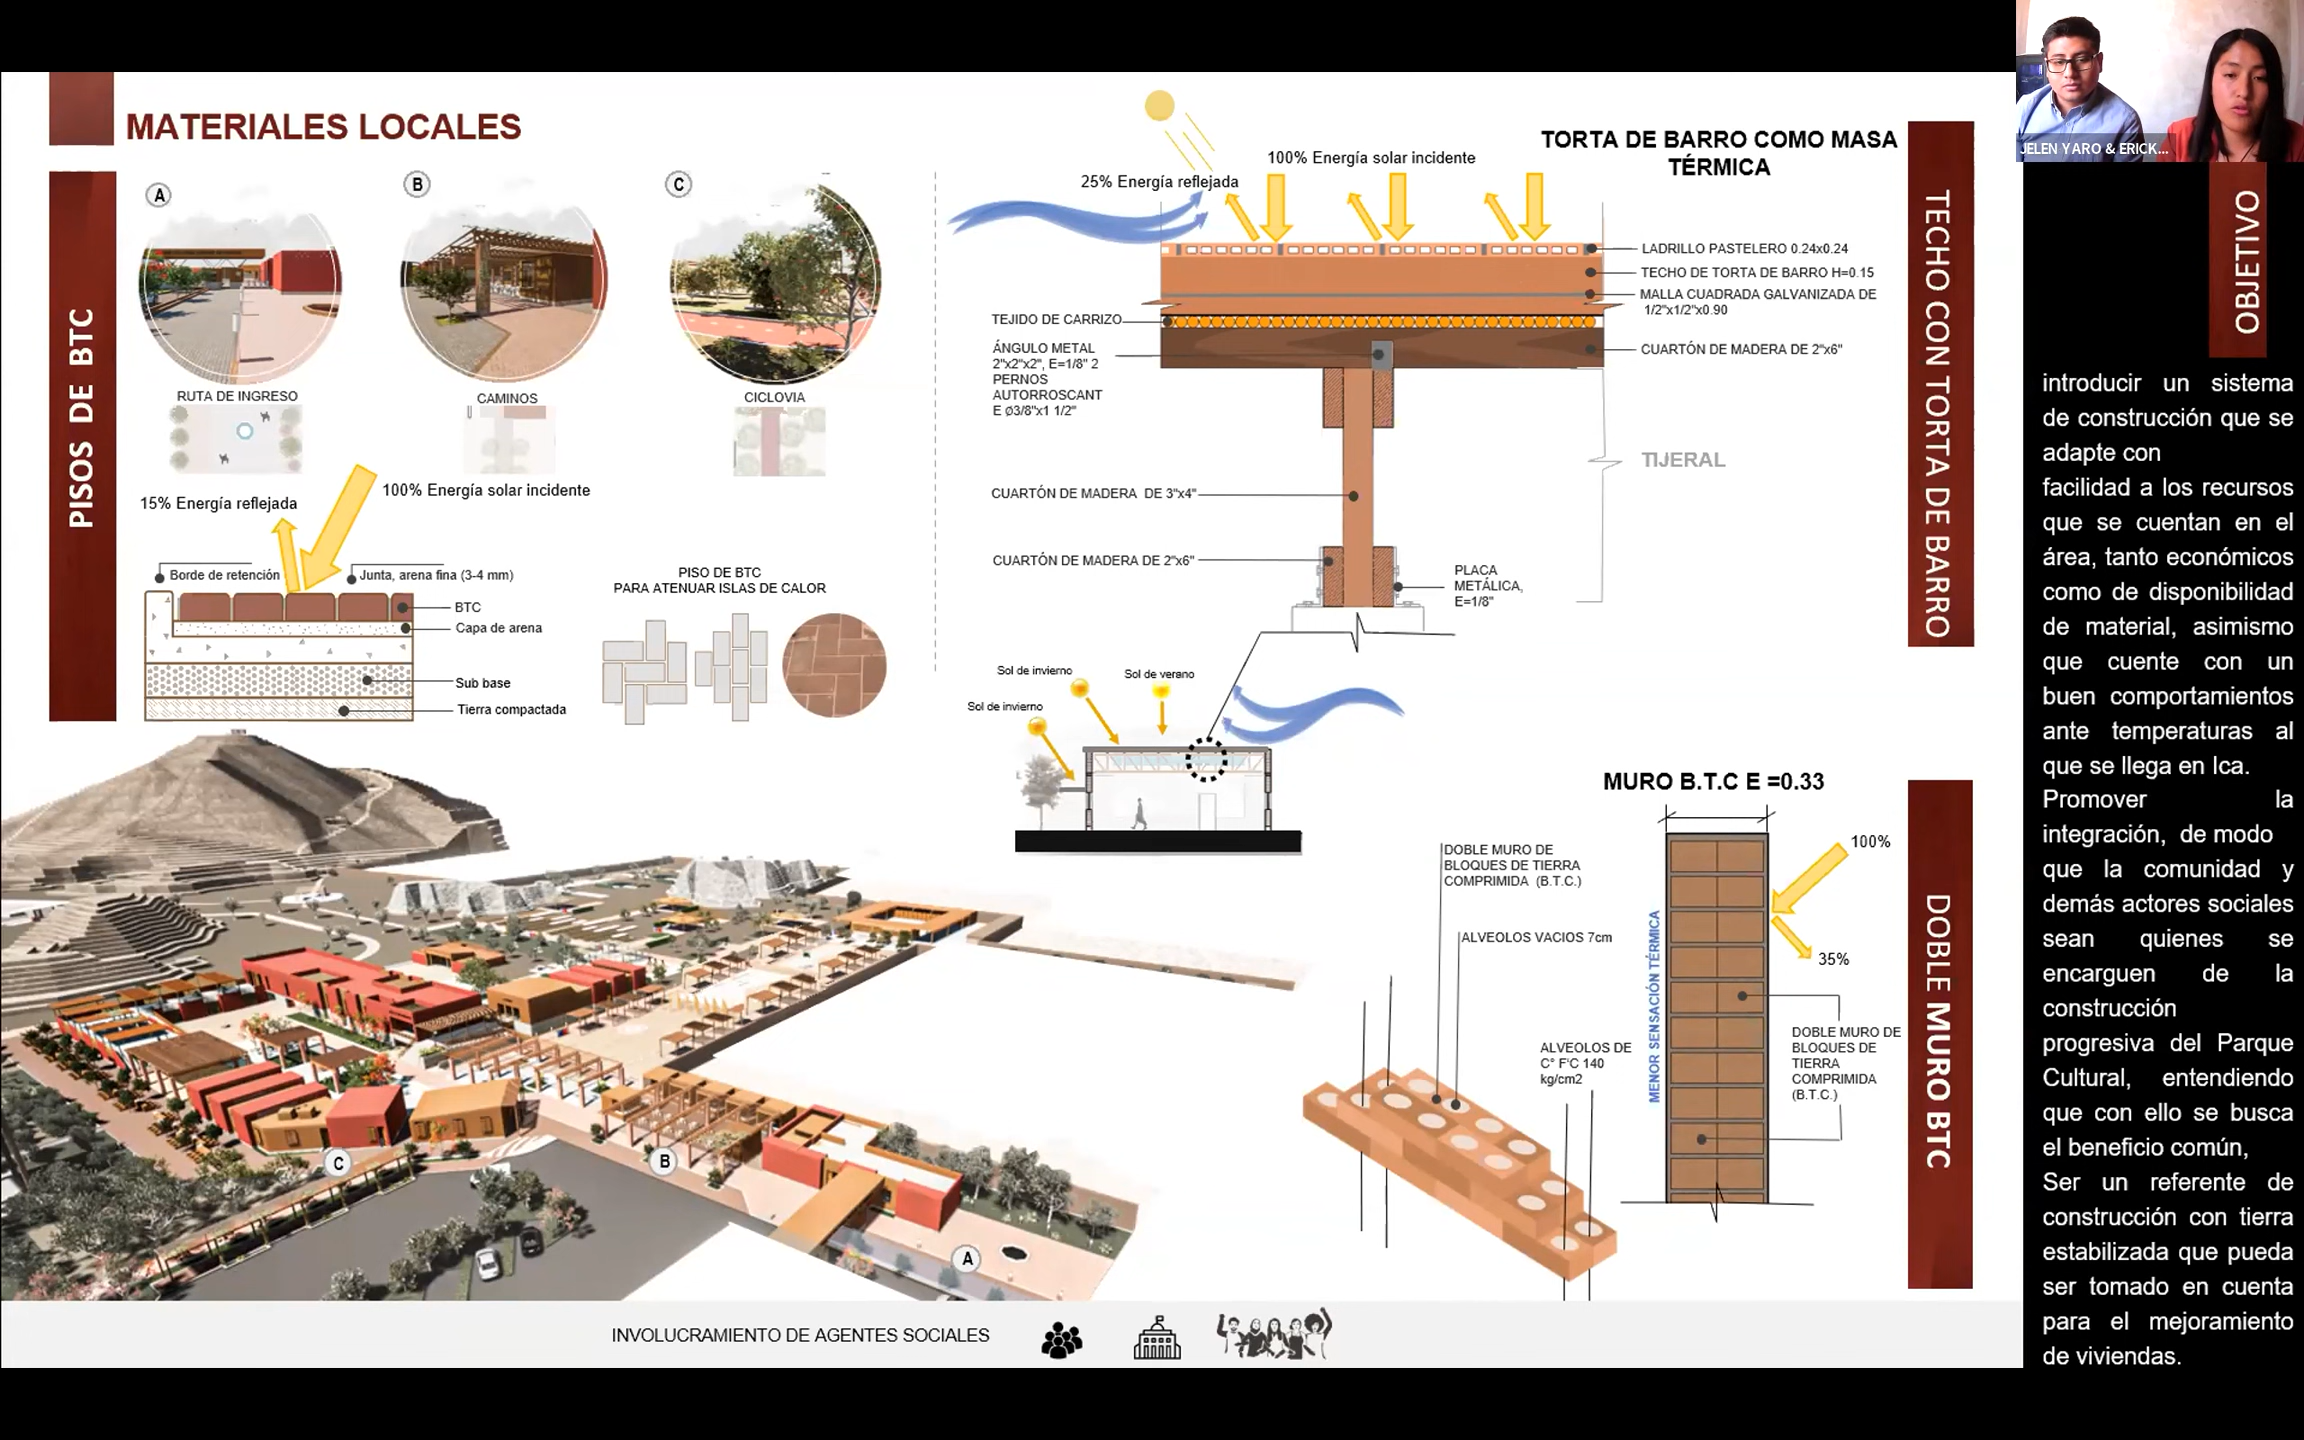 MATERIALES LOCALES
PISOS DE BTC
A
B
C
RUTA DE INGRESO
CAMINOS
CICLOVIA
15% Energía reflejada
100% Energía solar incidente
Borde de retención
Junta, arena fina (3-4 mm)
BTC
Capa de arena
Sub base
Tierra compactada
PISO DE BTC
PARA ATENUAR ISLAS DE CALOR
TORTA DE BARRO COMO MASA
TÉRMICA
25% Energía reflejada
100% Energía solar incidente
LADRILLO PASTELERO 0.24x0.24
TECHO DE TORTA DE BARRO H=0.15
MALLA CUADRADA GALVANIZADA DE
1/2"x1/2"x0.90
CUARTÓN DE MADERA DE 2"x6"
TEJIDO DE CARRIZO
ÁNGULO METAL
2"x2"x2", E=1/8" 2
PERNOS
AUTORROSCANT
E Ø3/8"x1 1/2"
TIJERAL
CUARTÓN DE MADERA DE 3"x4"
CUARTÓN DE MADERA DE 2"x6"
PLACA
METÁLICA,
E=1/8"
TECHO CON TORTA DE BARRO
Sol de invierno
Sol de verano
Sol de invierno
MURO B.T.C E =0.33
DOBLE MURO DE
BLOQUES DE TIERRA
COMPRIMIDA (B.T.C.)
ALVEOLOS VACIOS 7cm
ALVEOLOS DE
C° F'C 140
kg/cm2
MENOR SENSACIÓN TÉRMICA
100%
35%
DOBLE MURO DE
BLOQUES DE
TIERRA
COMPRIMIDA
(B.T.C.)
DOBLE MURO BTC
C
B
A
INVOLUCRAMIENTO DE AGENTES SOCIALES
JELEN YARO & ERICK...
OBJETIVO
introducir un sistema
de construcción que se
adapte con
facilidad a los recursos
que se cuentan en el
área, tanto económicos
como de disponibilidad
de material, asimismo
que cuente con un
buen comportamientos
ante temperaturas al
que se llega en Ica.
Promover la
integración, de modo
que la comunidad y
demás actores sociales
sean quienes se
encarguen de la
construcción
progresiva del Parque
Cultural, entendiendo
que con ello se busca
el beneficio común,
Ser un referente de
construcción con tierra
estabilizada que pueda
ser tomado en cuenta
para el mejoramiento
de viviendas.